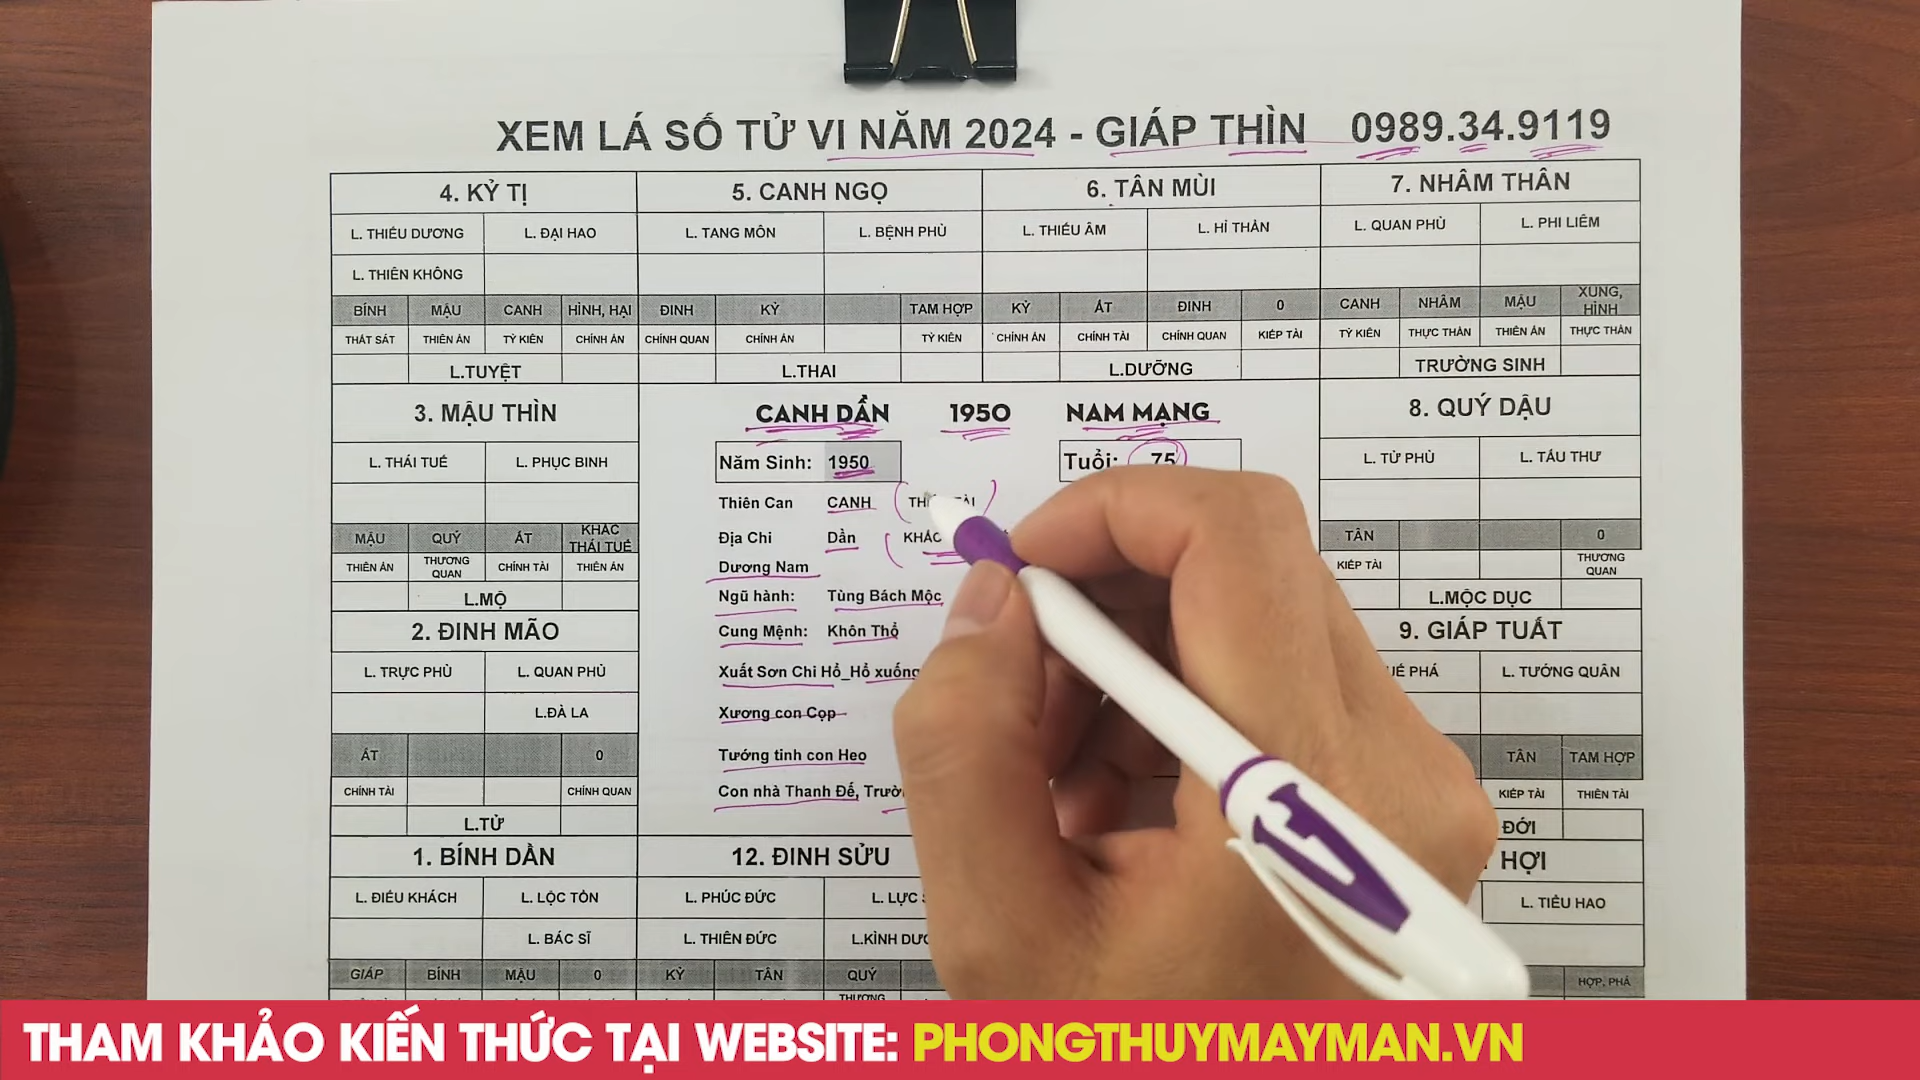 XEM LÁ SỐ TỬ VI NĂM 2024 - GIÁP THÌN 0989.34.9119
4. KỶ TỊ 5. CANH NGỌ 6. TÂN MÙI 7. NHÂM THÂN
L. THIẾU DƯƠNG L. ĐẠI HAO L. TANG MÔN L. BỆNH PHÙ L. THIẾU ÂM L. HỈ THẦN L. QUAN PHÙ L. PHI LIÊM
L. THIÊN KHÔNG
BÍNH MẬU CANH HÌNH, HẠI ĐINH KỶ TAM HỢP KỶ ẤT ĐINH 0 CANH NHÂM MẬU XUNG, HÌNH
THẤT SÁT THIÊN ẤN TỶ KIÊN CHÍNH ẤN CHÍNH QUAN CHÍNH ẤN TỶ KIÊN CHÍNH ẤN CHÍNH TÀI CHÍNH QUAN KIẾP TÀI TỶ KIÊN THỰC THẦN THIÊN ẤN THỰC THẦN
L.TUYỆT L.THAI L.DƯỠNG TRƯỜNG SINH
3. MẬU THÌN CANH DẦN 1950 NAM MẠNG 8. QUÝ DẬU
L. THÁI TUẾ L. PHỤC BINH Năm Sinh: 1950 Tuổi: 75 L. TỬ PHÙ L. TẤU THƯ
Thiên Can CANH
MẬU QUÝ ẤT KHẮC THÁI TUẾ Địa Chi Dần KHẮC TÂN 0
THIÊN ẤN THƯƠNG QUAN CHÍNH TÀI THIÊN ẤN Dương Nam KIẾP TÀI THƯƠNG QUAN
L.MỘ Ngũ hành: Tùng Bách Mộc L.MỘC DỤC
2. ĐINH MÃO Cung Mệnh: Khôn Thổ 9. GIÁP TUẤT
L. TRỰC PHÙ L. QUAN PHỦ Xuất Sơn Chi Hổ_Hổ xuống PHÁ L. TƯỚNG QUÂN
L.ĐÀ LA Xương con Cọp
ẤT 0 Tướng tinh con Heo TÂN TAM HỢP
CHÍNH TÀI CHÍNH QUAN Con nhà Thanh Đế, KIẾP TÀI THIÊN TÀI
L.TỬ ĐỚI
1. BÍNH DẦN 12. ĐINH SỬU HỢI
L. ĐIẾU KHÁCH L. LỘC TỒN L. PHÚC ĐỨC L. LỰC L. TIỂU HAO
L. BÁC SĨ L. THIÊN ĐỨC L.KÌNH
GIÁP BÍNH MẬU 0 KỶ TÂN QUÝ HỢP, PHÁ
THƯƠNG
THAM KHẢO KIẾN THỨC TẠI WEBSITE: PHONGTHUYMAYMAN.VN